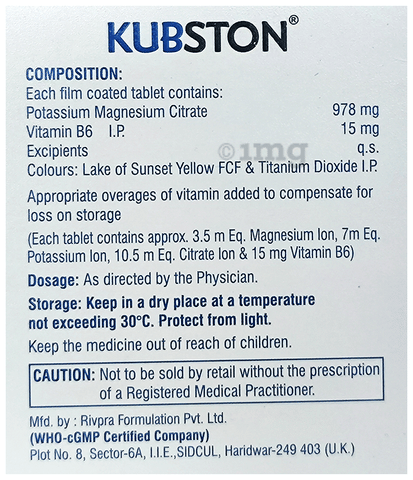 KUBSTON®
COMPOSITION:
Each film coated tablet contains:
Potassium Magnesium Citrate 978 mg
Vitamin B6 I.P. 15 mg
Excipients q.s.
©1mg
Colours: Lake of Sunset Yellow FCF & Titanium Dioxide I.P.
Appropriate overages of vitamin added to compensate for
loss on storage
(Each tablet contains approx. 3.5 m Eq. Magnesium Ion, 7m Eq.
Potassium Ion, 10.5 m Eq. Citrate Ion & 15 mg Vitamin B6)
Dosage: As directed by the Physician.
Storage: Keep in a dry place at a temperature
not exceeding 30°C. Protect from light.
Keep the medicine out of reach of children.
CAUTION: Not to be sold by retail without the prescription
of a Registered Medical Practitioner.
Mfd. by : Rivpra Formulation Pvt. Ltd.
(WHO-cGMP Certified Company)
Plot No. 8, Sector-6A, I.I.E.,SIDCUL, Haridwar-249 403 (U.K.)